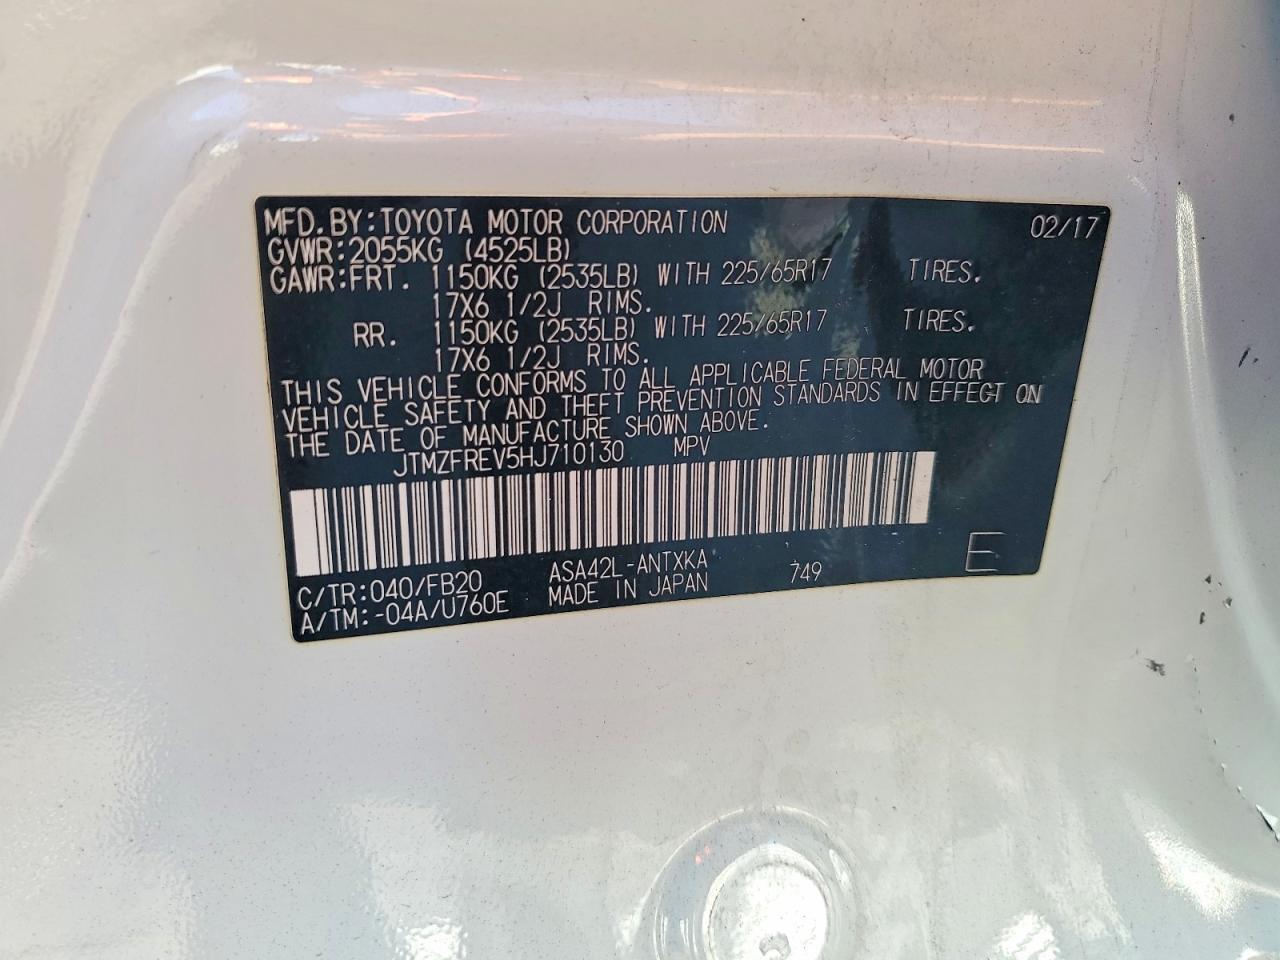 MFD.BY:TOYOTA MOTOR CORPORATION 02/17
GVWR:2055KG (4525LB)
GAWR:FRT. 1150KG (2535LB) WITH 225/65R17 TIRES.
17X6 1/2J RIMS.
RR. 1150KG (2535LB) WITH 225/65R17 TIRES.
17X6 1/2J RIMS.
THIS VEHICLE CONFORMS TO ALL APPLICABLE FEDERAL MOTOR
VEHICLE SAFETY AND THEFT PREVENTION STANDARDS IN EFFECT ON
THE DATE OF MANUFACTURE SHOWN ABOVE.
JTMZFREV5HJ710130 MPV
C/TR:040/FB20 ASA42L-ANTXKA 749 E
A/TM:-04A/U760E MADE IN JAPAN